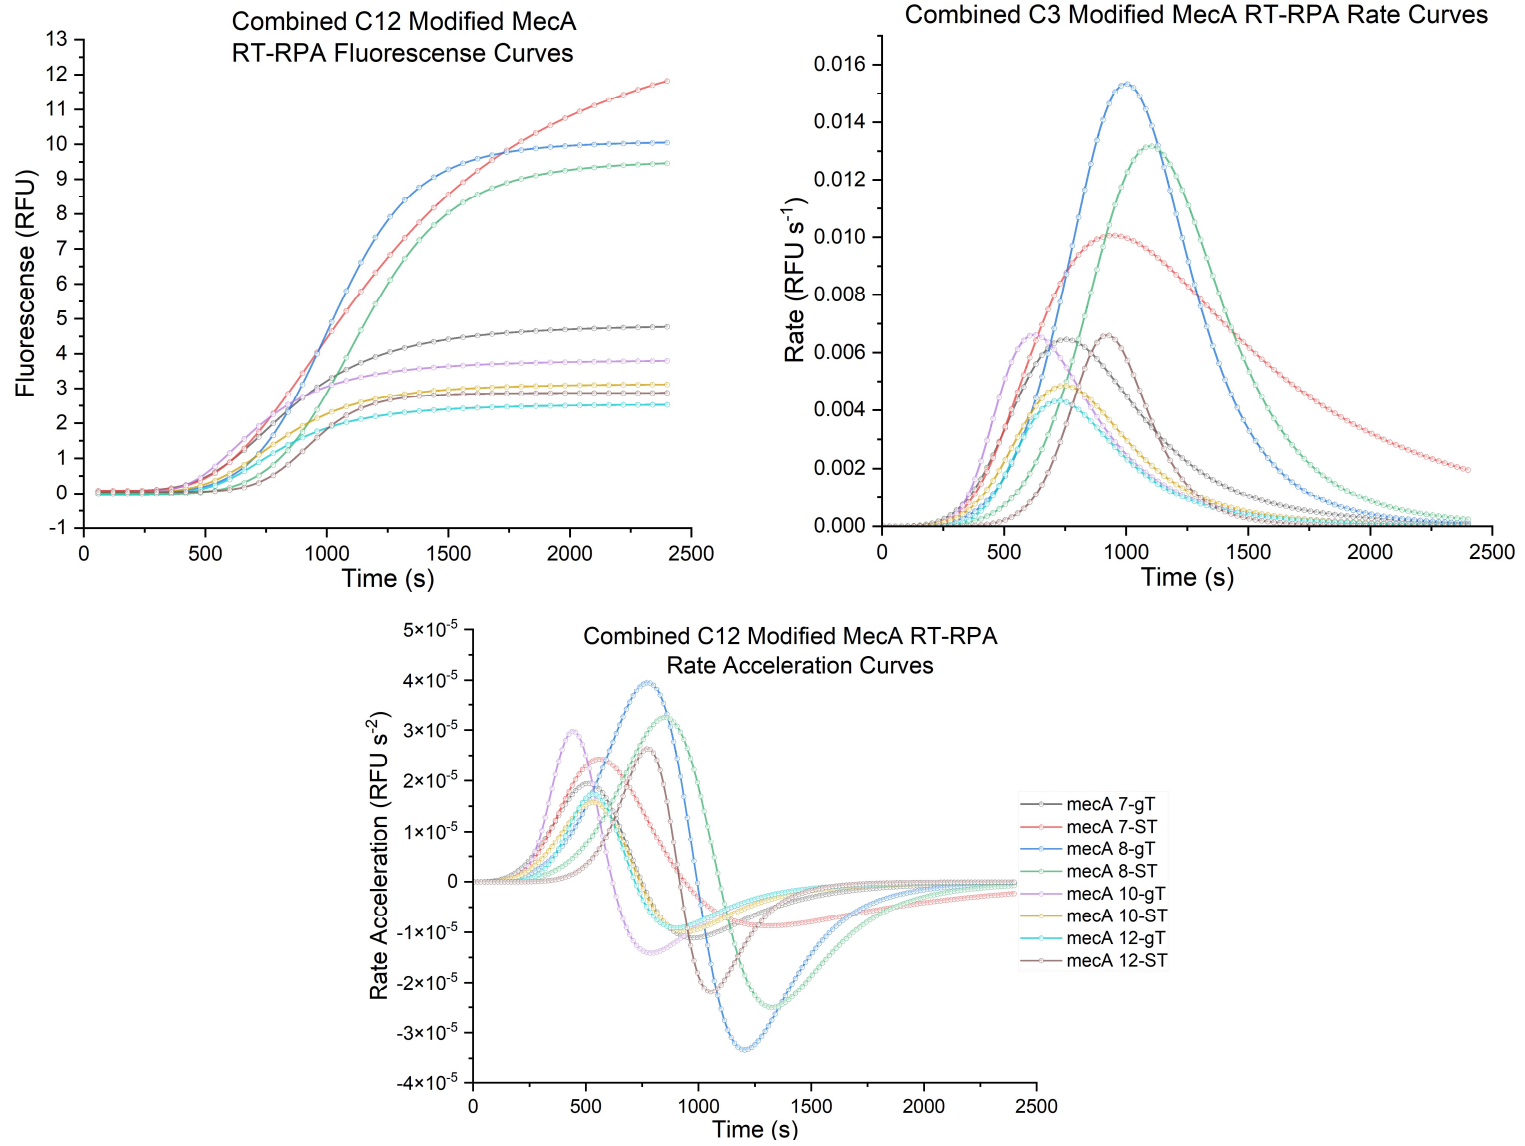 Combined C12 Modified MecA
RT-RPA Fluorescense Curves
13
12
11
10
9
8
7
6
5
4
3
2
1
0
-1
Fluorescense (RFU)
0 500 1000 1500 2000 2500
Time (s)
Combined C3 Modified MecA RT-RPA Rate Curves
0.016
0.014
0.012
0.010
0.008
0.006
0.004
0.002
0.000
Rate (RFU s⁻¹)
0 500 1000 1500 2000 2500
Time (s)
Combined C12 Modified MecA RT-RPA
Rate Acceleration Curves
5×10⁻⁵
4×10⁻⁵
3×10⁻⁵
2×10⁻⁵
1×10⁻⁵
0
-1×10⁻⁵
-2×10⁻⁵
-3×10⁻⁵
-4×10⁻⁵
Rate Acceleration (RFU s⁻²)
0 500 1000 1500 2000 2500
Time (s)
mecA 7-gT
mecA 7-ST
mecA 8-gT
mecA 8-ST
mecA 10-gT
mecA 10-ST
mecA 12-gT
mecA 12-ST